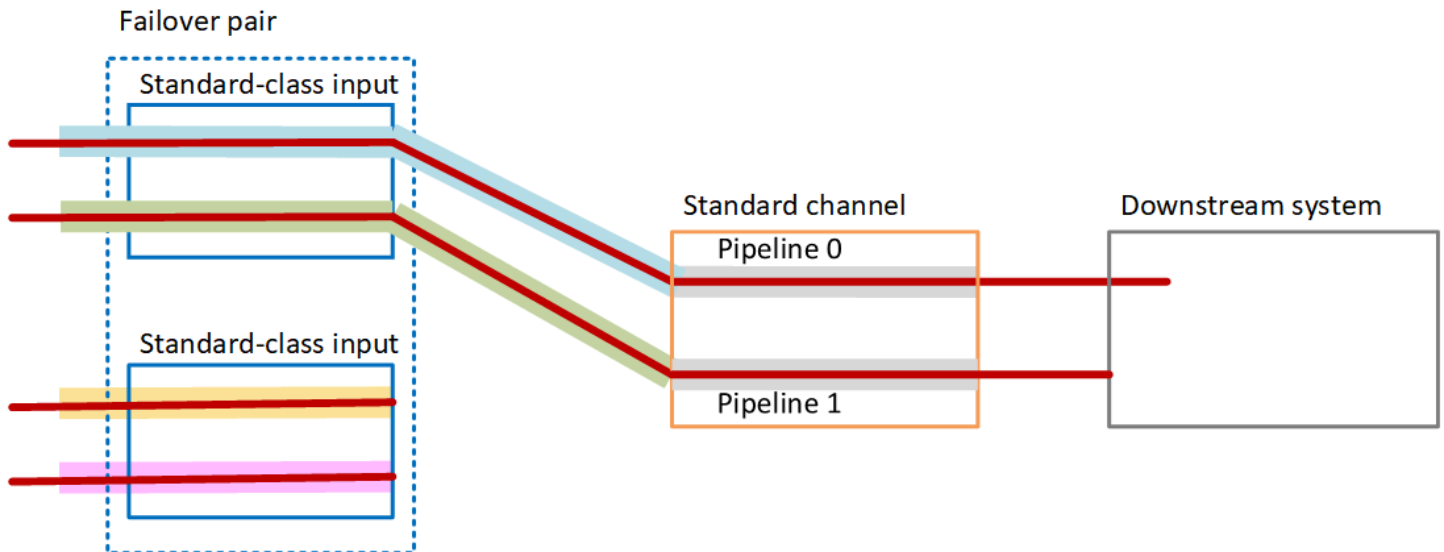 Failover pair
Standard-class input
Standard channel
Downstream system
Pipeline 0
Standard-class input
Pipeline 1